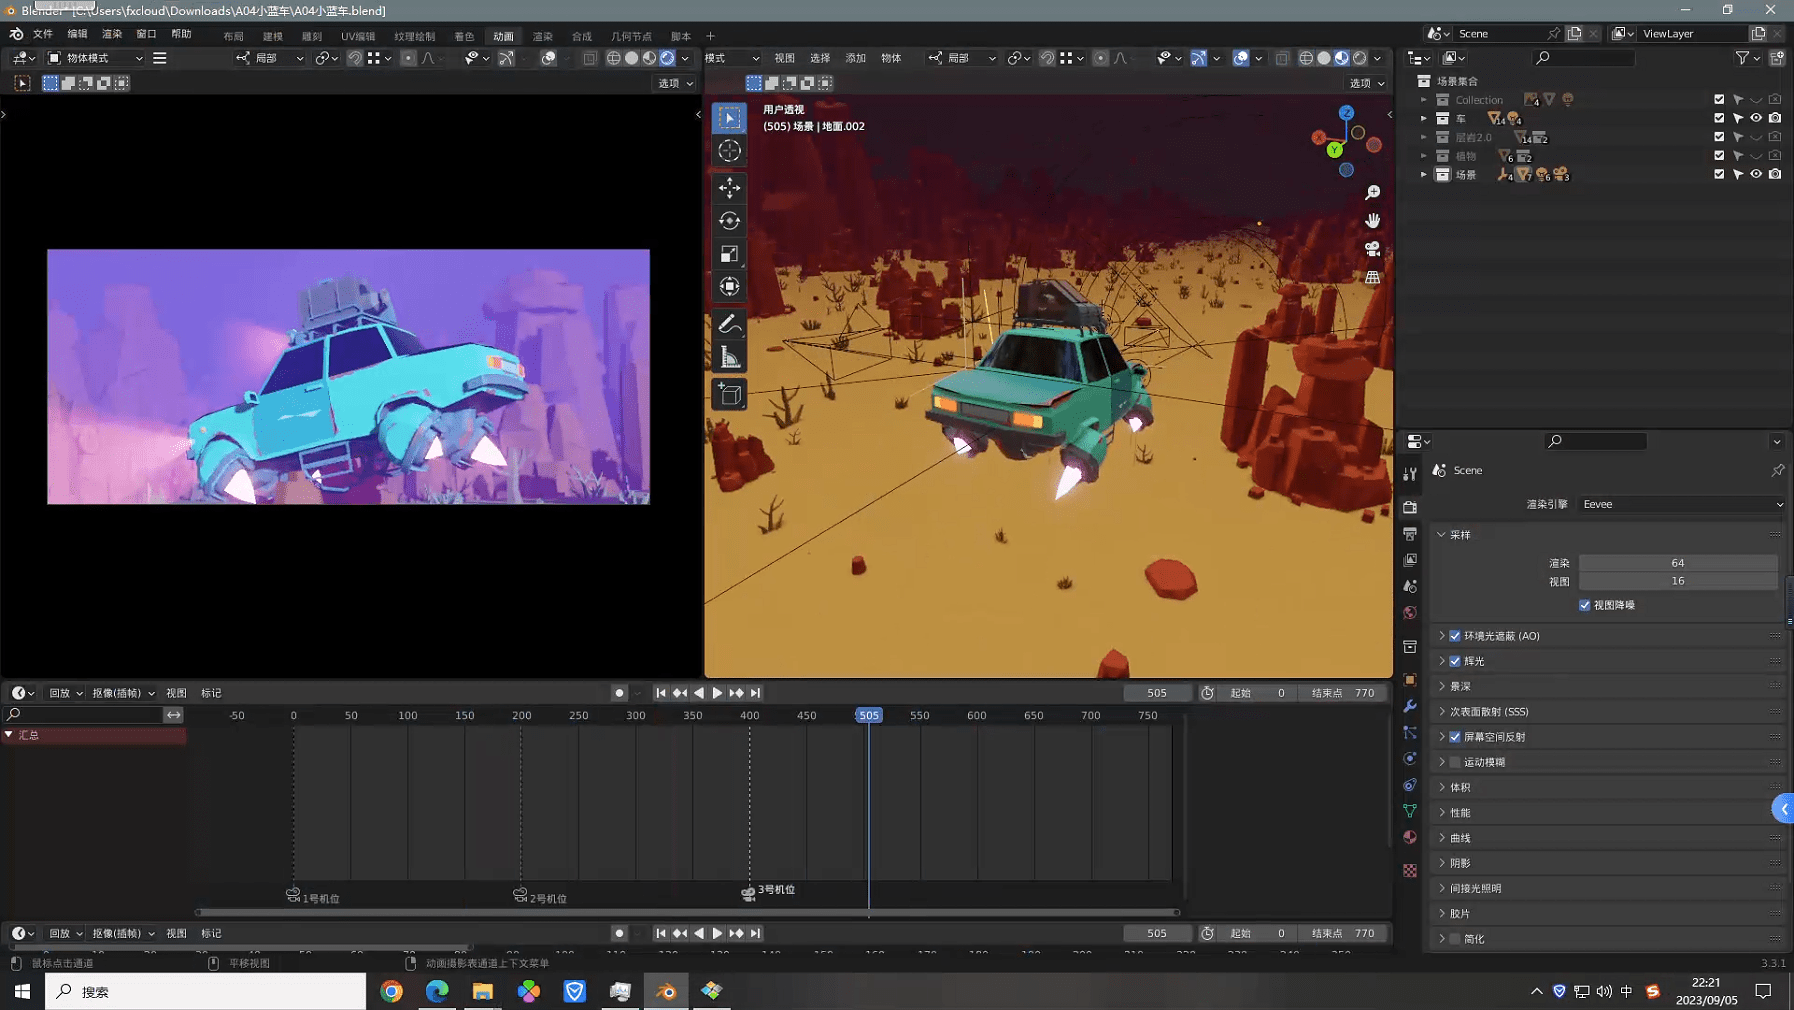 Blender [C:\Users\fxcloud\Downloads\A04小蓝车\A04小蓝车.blend]
文件 编辑 渲染 窗口 帮助 布局 建模 雕刻 UV编辑 纹理绘制 着色 动画 渲染 合成 几何节点 脚本 + Scene ViewLayer
物体模式 局部 模式 视图 选择 添加 物体 局部
选项 选项
用户透视
(505) 场景 | 地面.002
Z
X
Y
场景集合
Collection 4
车 14 4
层岩2.0 14 2
植物 6 2
场景 4 7 6 3
Scene
渲染引擎 Eevee
采样
渲染 64
视图 16
视图降噪
环境光遮蔽 (AO)
辉光
景深
次表面散射 (SSS)
屏幕空间反射
运动模糊
体积
性能
曲线
阴影
间接光照明
胶片
简化
回放 抠像(插帧) 视图 标记 505 起始 0 结束点 770
-50 0 50 100 150 200 250 300 350 400 450 505 550 600 650 700 750
汇总
1号机位 2号机位 3号机位
回放 抠像(插帧) 视图 标记 505 起始 0 结束点 770
鼠标点击通道 平移视图 动画摄影表通道上下文菜单 3.3.1
搜索
中
22:21
2023/09/05